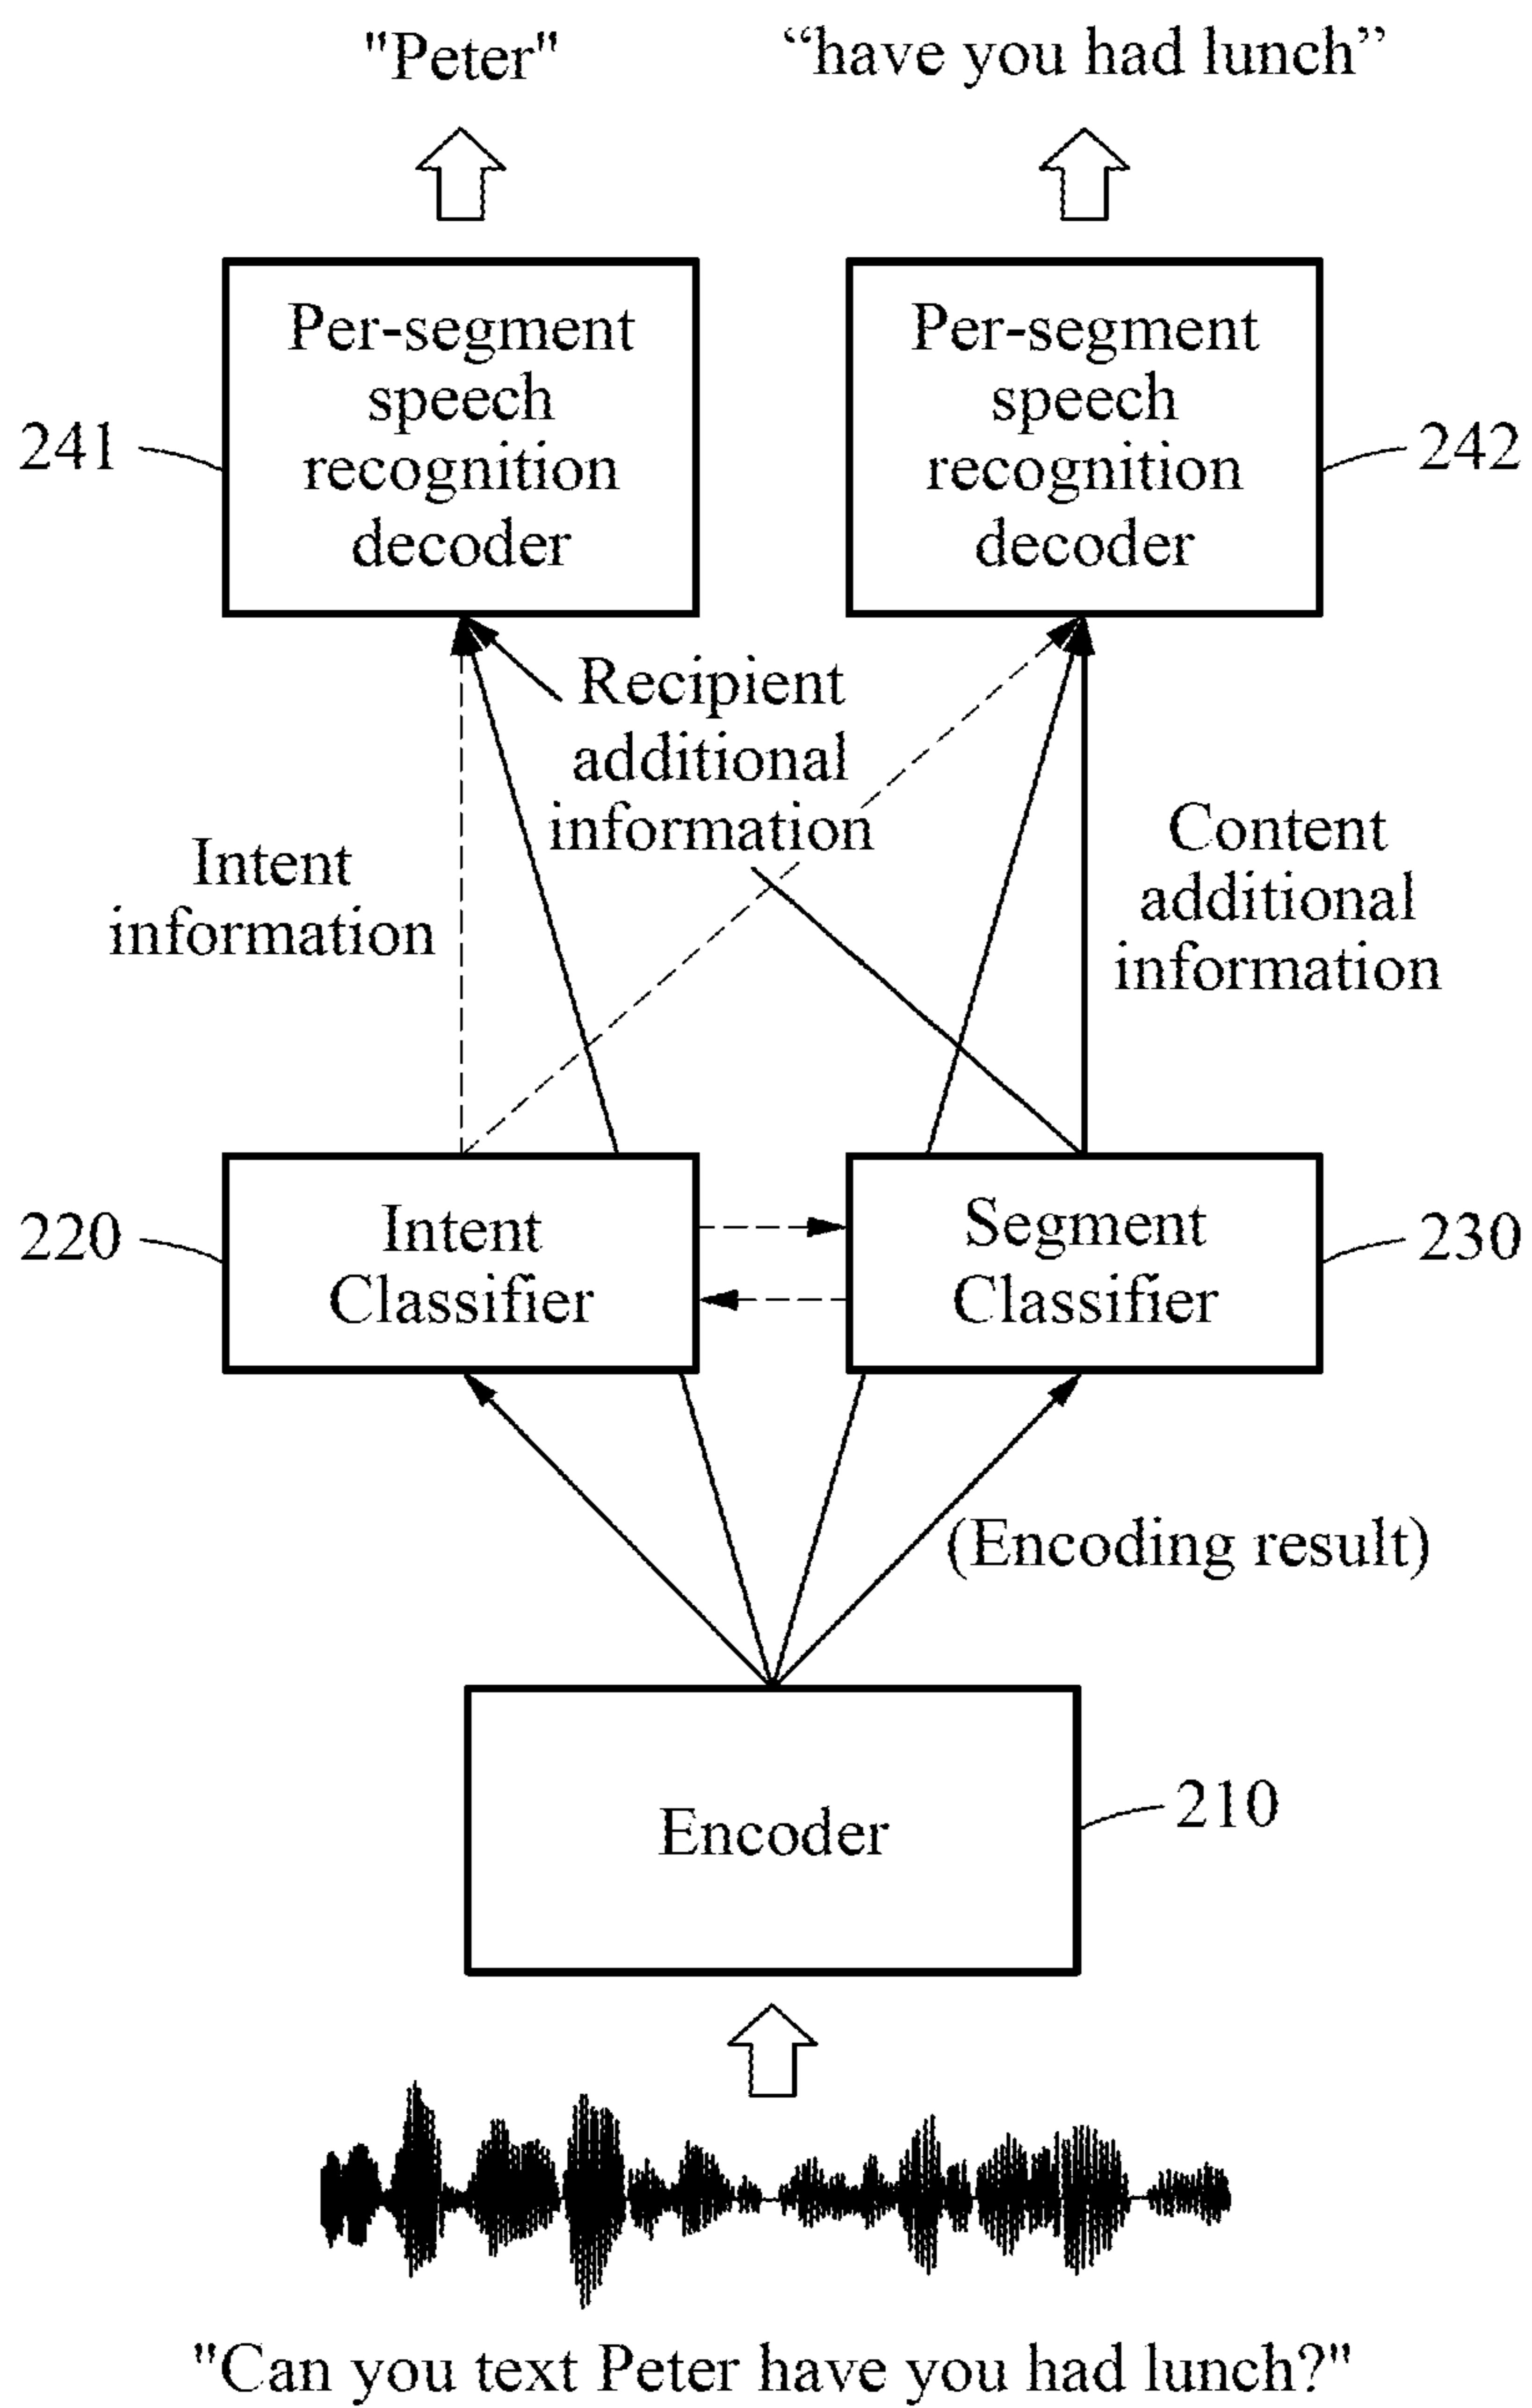 "Peter"
“have you had lunch”
Per-segment
speech
recognition
decoder
241
Per-segment
speech
recognition
decoder
242
Recipient
additional
information
Intent
information
Content
additional
information
Intent
Classifier
220
Segment
Classifier
230
(Encoding result)
Encoder
210
"Can you text Peter have you had lunch?"